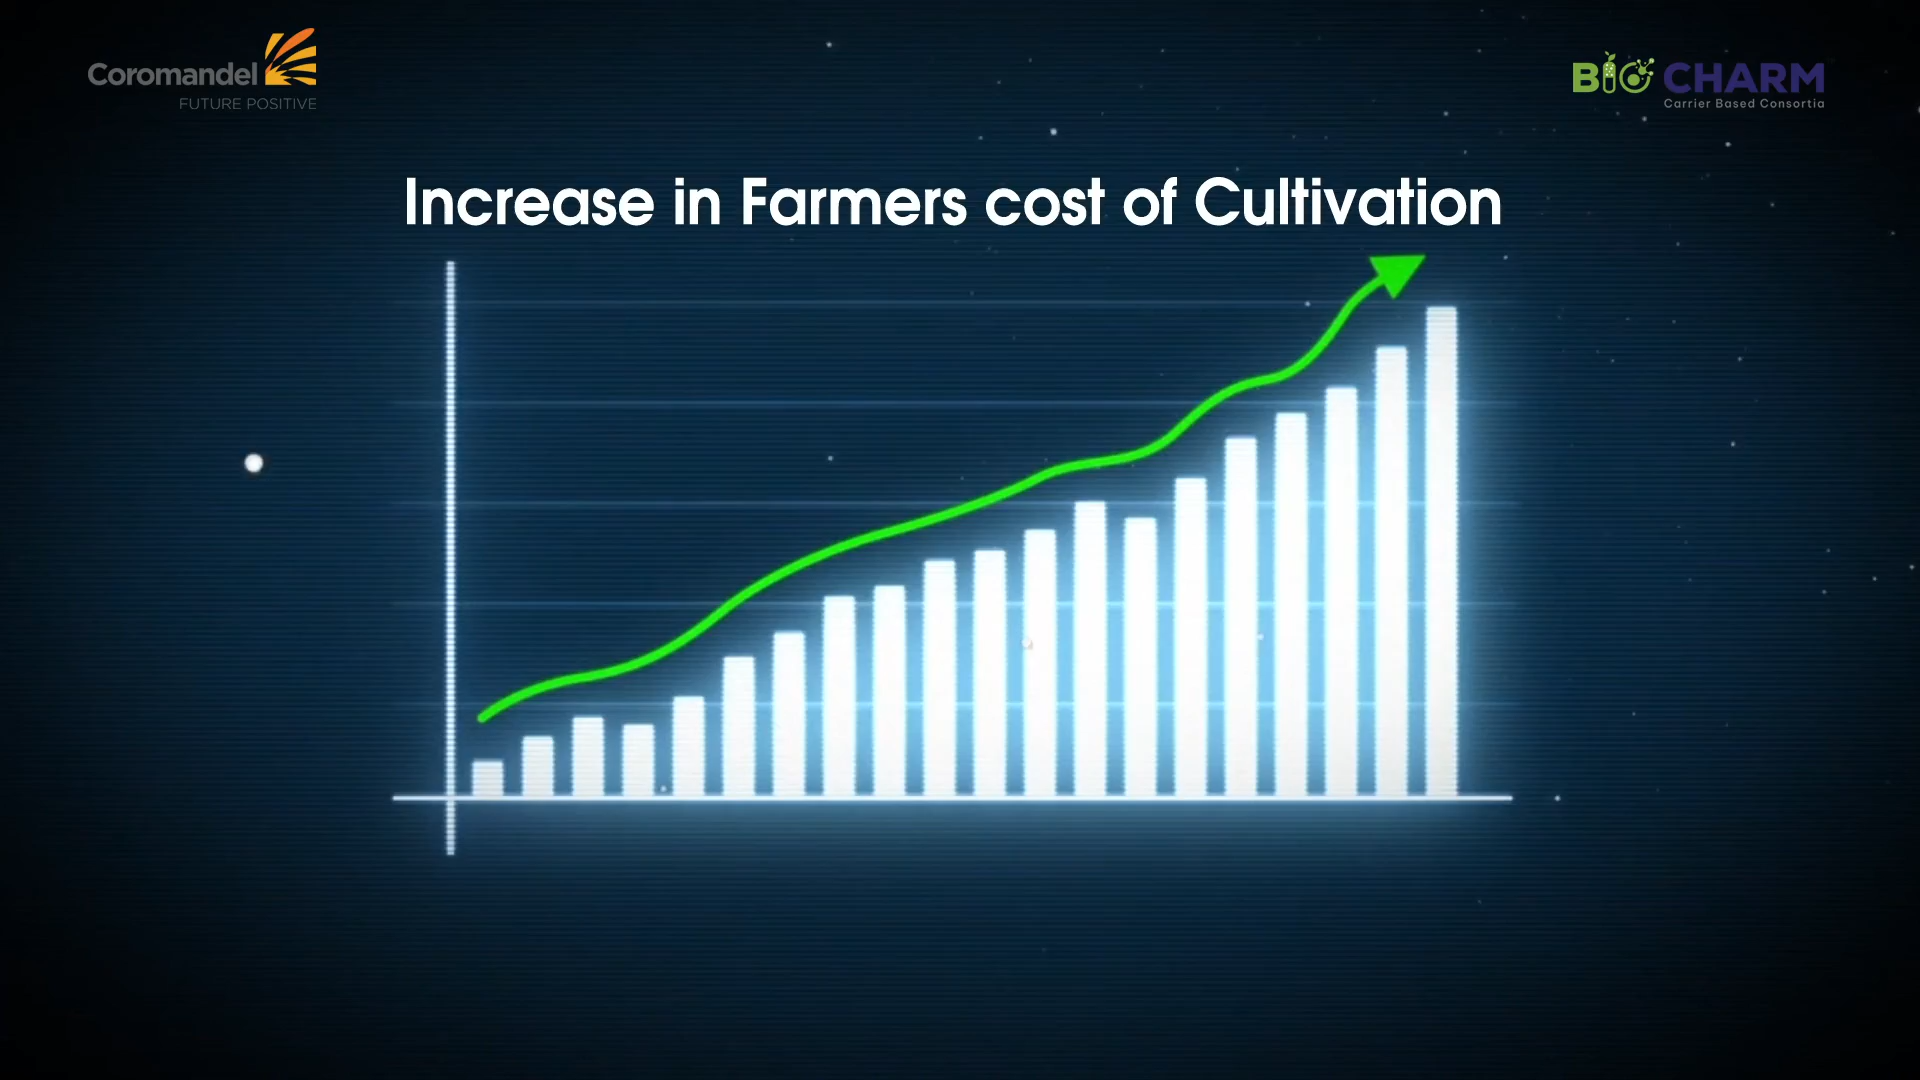 Coromandel
FUTURE POSITIVE
BIO CHARM
Carrier Based Consortia
Increase in Farmers cost of Cultivation